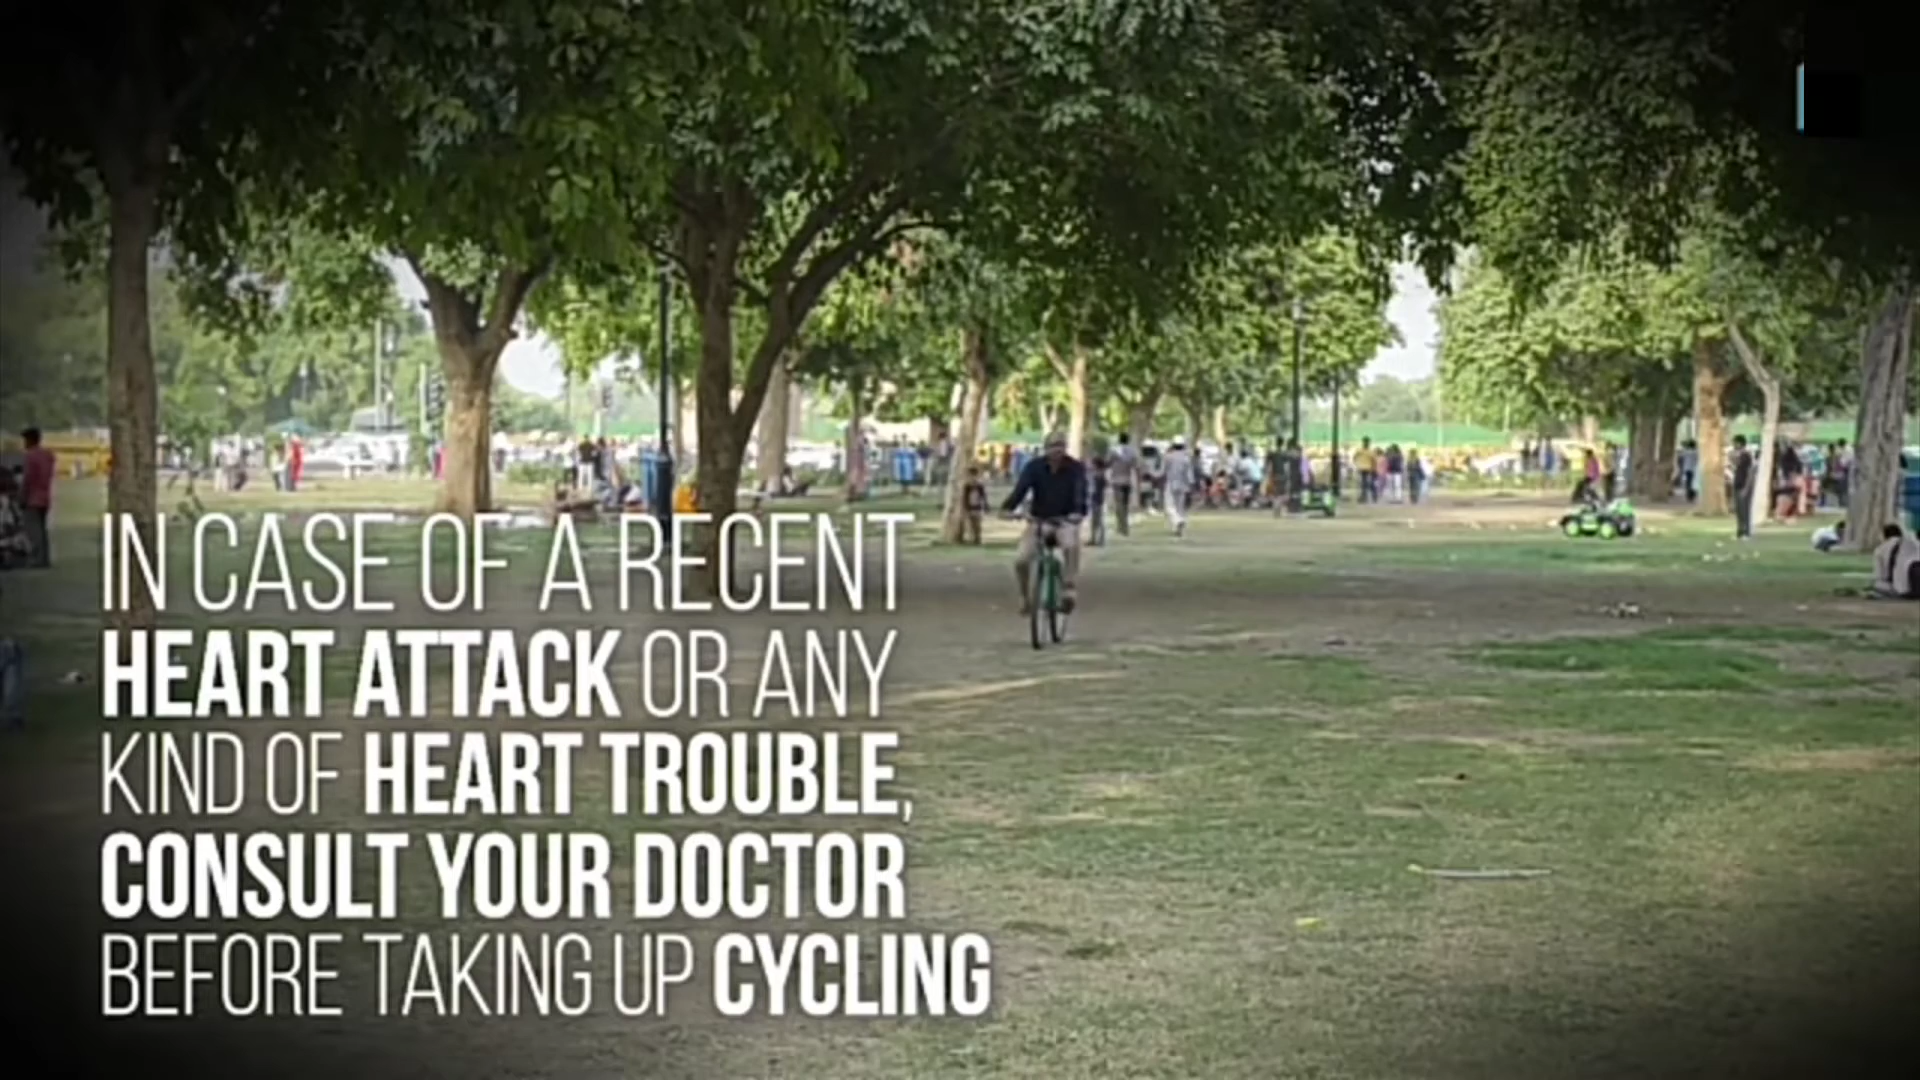 IN CASE OF A RECENT
HEART ATTACK OR ANY
KIND OF HEART TROUBLE,
CONSULT YOUR DOCTOR
BEFORE TAKING UP CYCLING